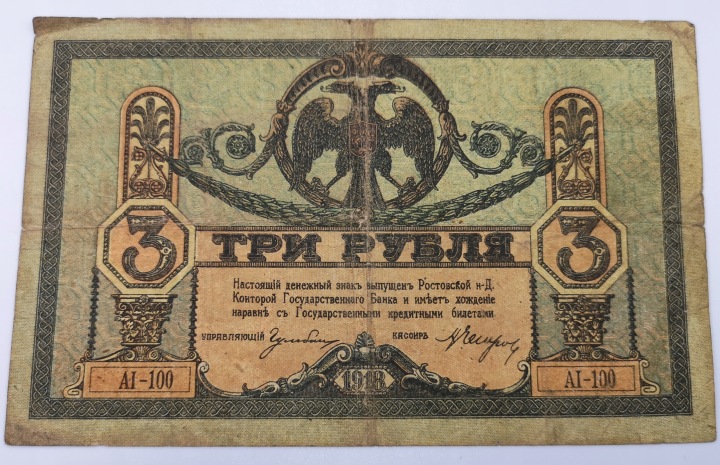 3 ТРИ РУБЛЯ 3
Настоящій денежный знакъ выпущенъ Ростовской н-Д.
Конторой Государственнаго Банка и имѣетъ хожденіе
наравнѣ съ Государственными кредитными билетами.
УПРАВЛЯЮЩІЙ КАССИРЪ
АІ-100 1918 АІ-100